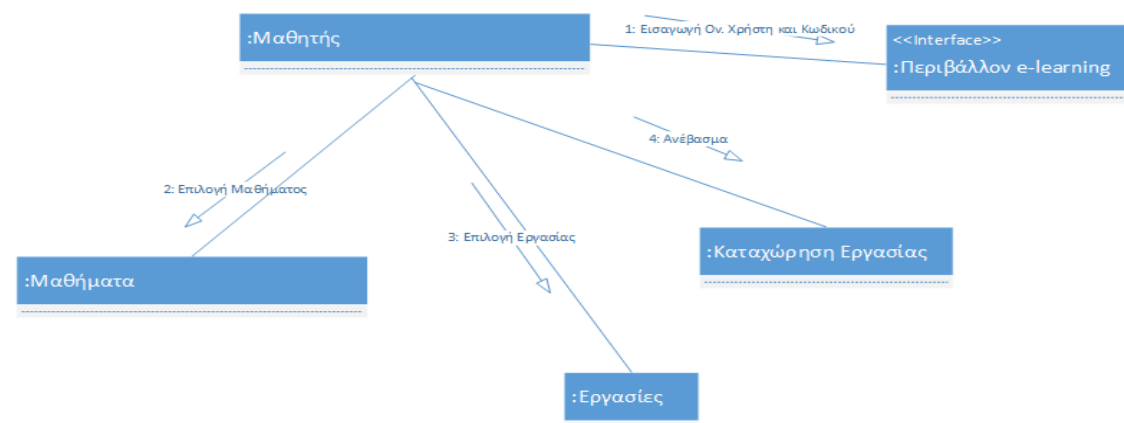 :Μαθητής
1: Εισαγωγή Ον. Χρήστη και Κωδικού
<<Interface>>
:Περιβάλλον e-learning
4: Ανέβασμα
2: Επιλογή Μαθήματος
3: Επιλογή Εργασίας
:Καταχώρηση Εργασίας
:Μαθήματα
:Εργασίες